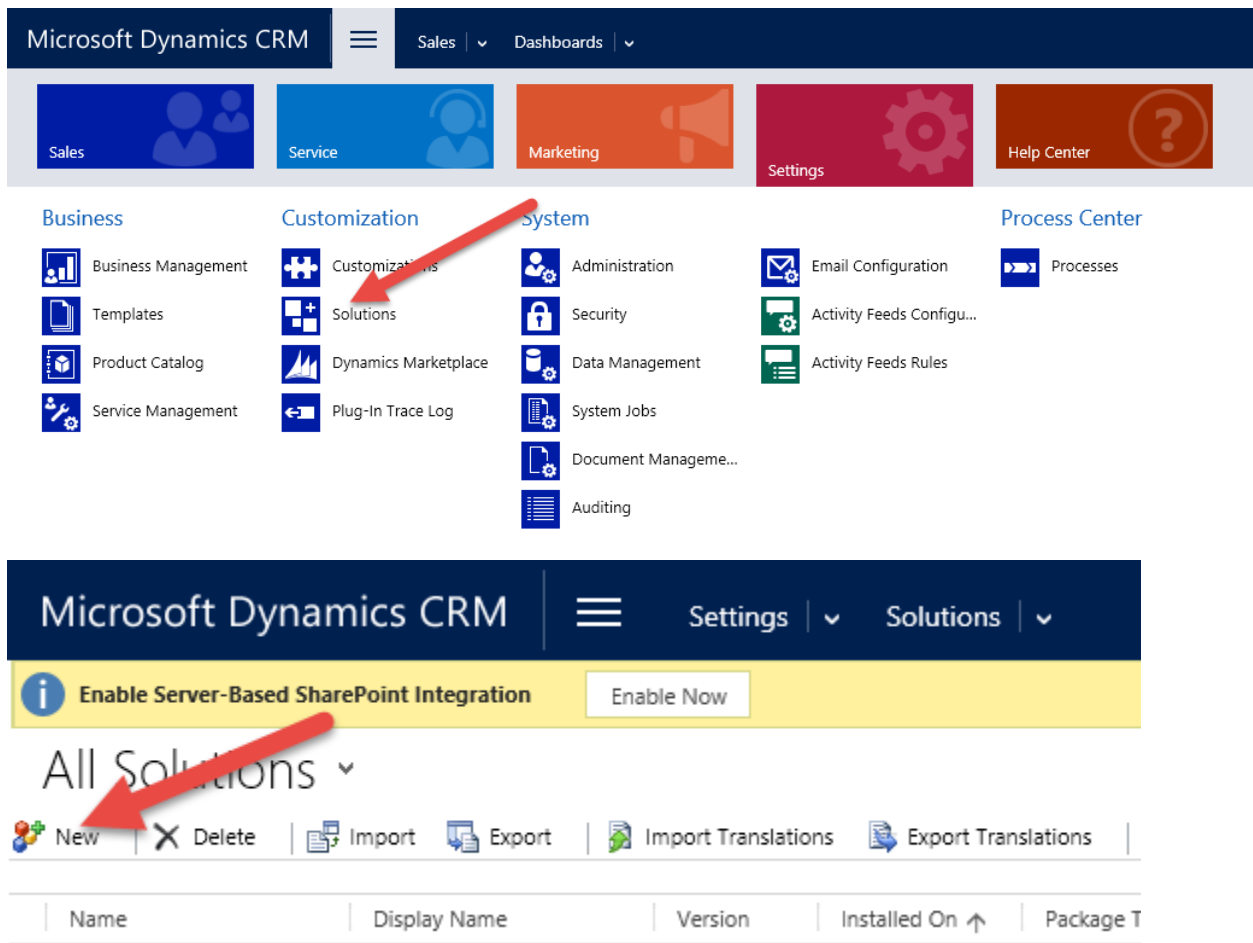 Microsoft Dynamics CRM Sales Dashboards
Sales Service Marketing Settings Help Center
Business Customization System Process Center
Business Management Customizations Administration Email Configuration Processes
Templates Solutions Security Activity Feeds Configu...
Product Catalog Dynamics Marketplace Data Management Activity Feeds Rules
Service Management Plug-In Trace Log System Jobs
Document Manageme...
Auditing
Microsoft Dynamics CRM Settings Solutions
Enable Server-Based SharePoint Integration Enable Now
All Solutions
New Delete Import Export Import Translations Export Translations
Name Display Name Version Installed On Package T